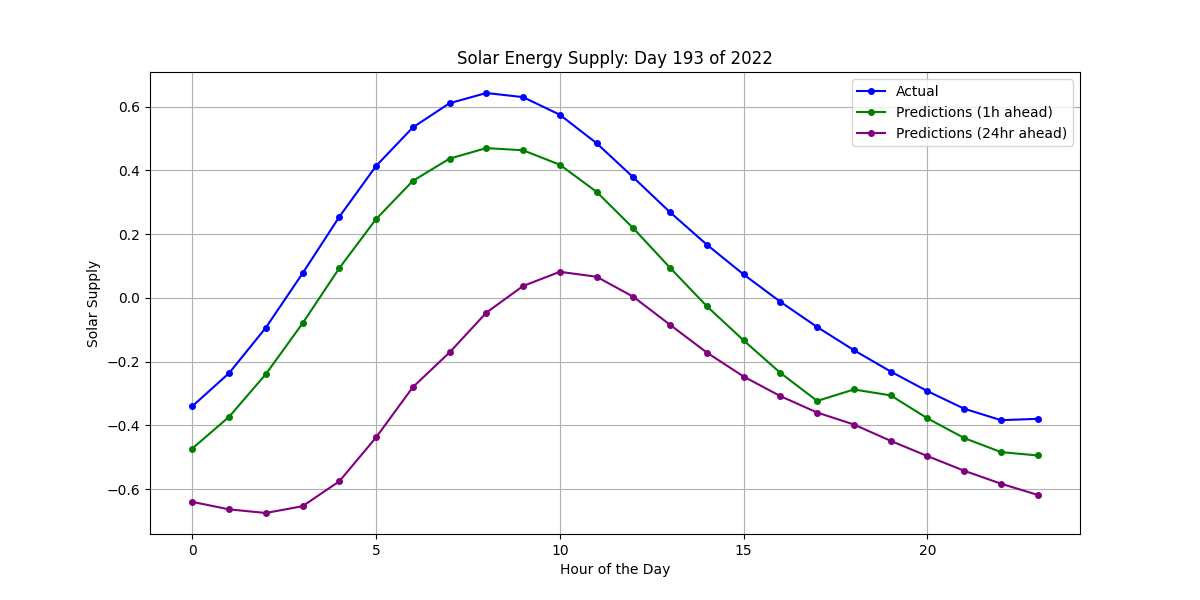 Solar Energy Supply: Day 193 of 2022
Actual
Predictions (1h ahead)
Predictions (24hr ahead)
Solar Supply
0.6
0.4
0.2
0.0
−0.2
−0.4
−0.6
0 5 10 15 20
Hour of the Day